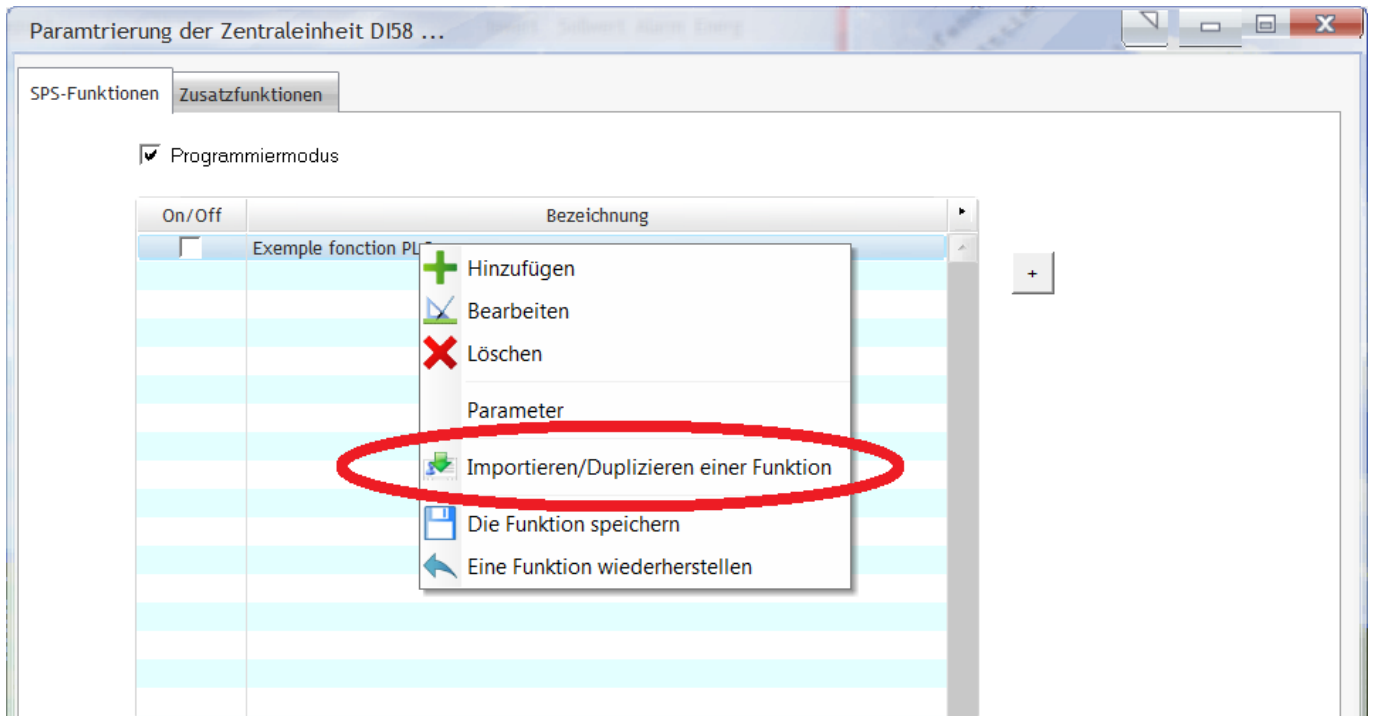 Paramtrierung der Zentraleinheit DI58 ...
SPS-Funktionen Zusatzfunktionen
Programmiermodus
On/Off Bezeichnung
Exemple fonction
+
Hinzufügen
Bearbeiten
Löschen
Parameter
Importieren/Duplizieren einer Funktion
Die Funktion speichern
Eine Funktion wiederherstellen